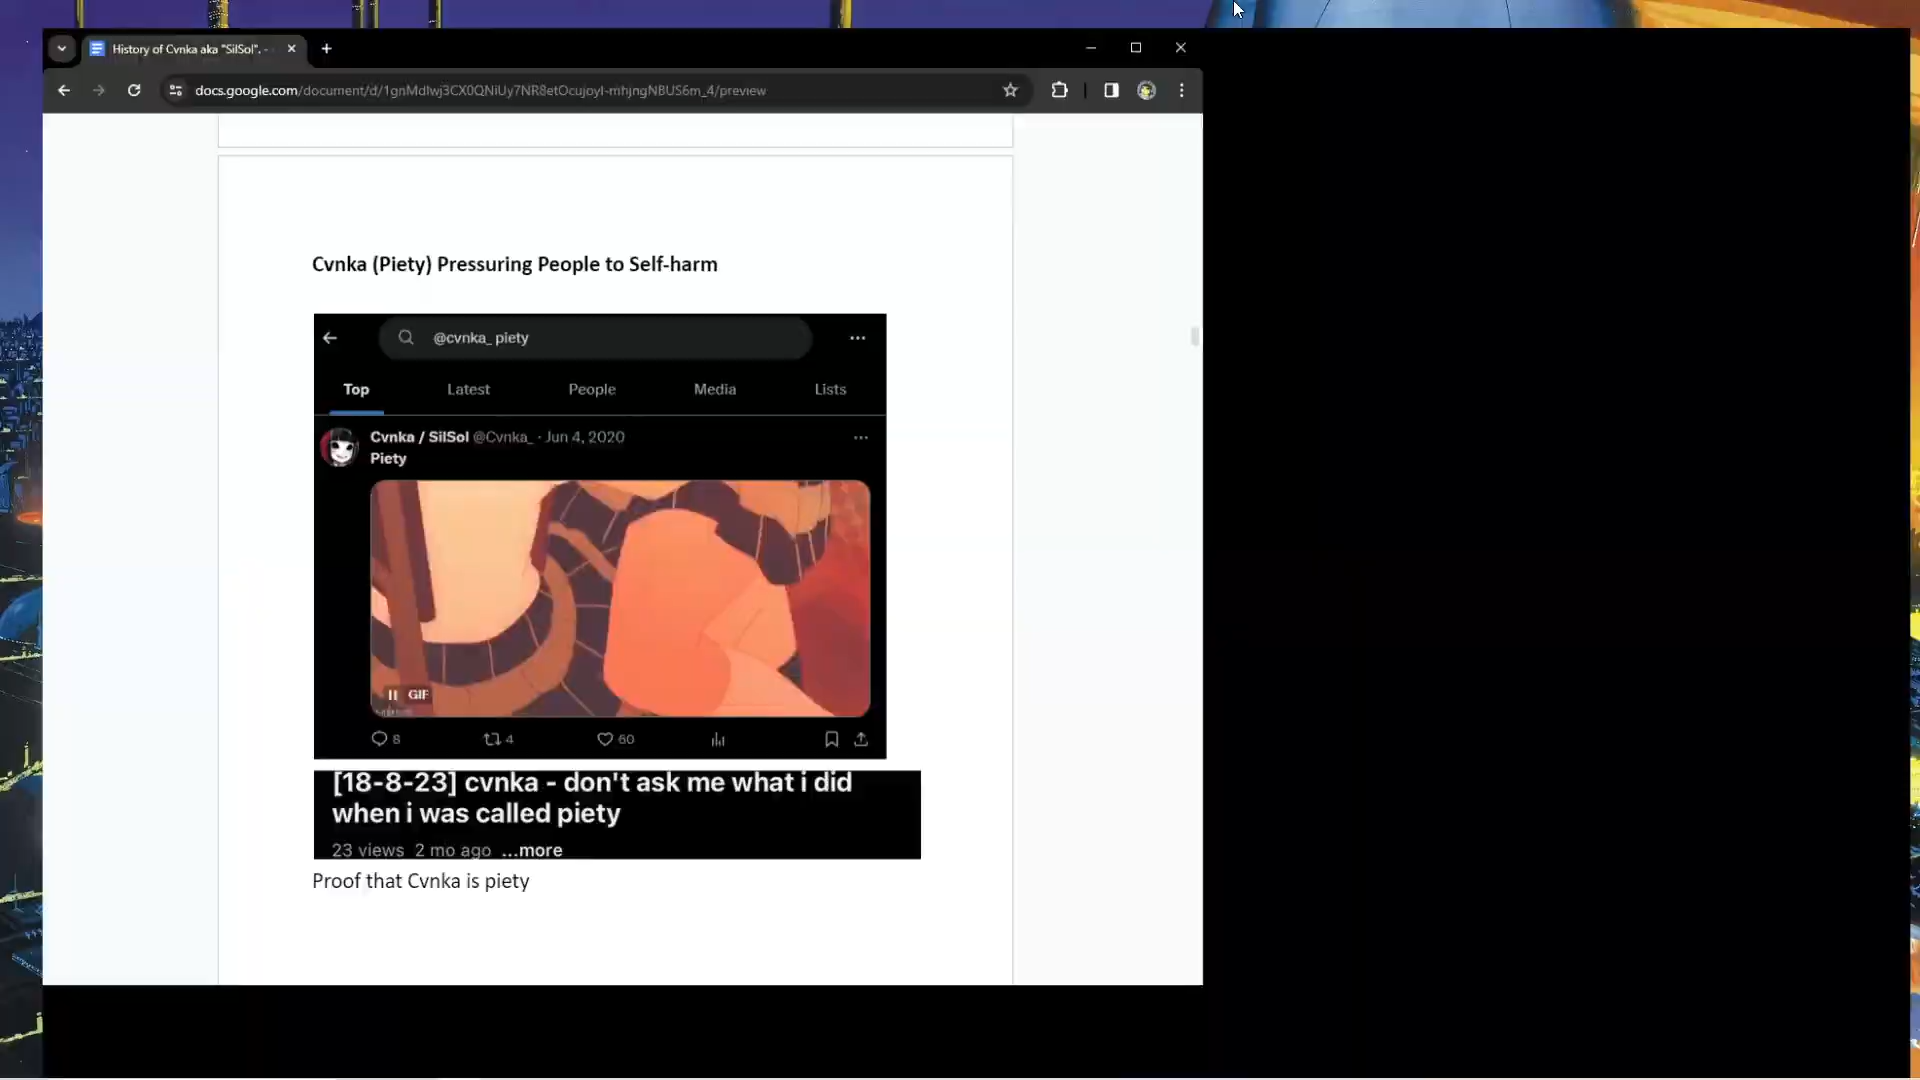 History of Cvnka aka "SilSol". -
docs.google.com/document/d/1gnMdlwj3CX0QNiUy7NR8etOcujoyl-mhjngNBUS6m_4/preview
Cvnka (Piety) Pressuring People to Self-harm
@cvnka_ piety
Top Latest People Media Lists
Cvnka / SilSol @Cvnka_ · Jun 4, 2020
Piety
GIF
8 4 60
[18-8-23] cvnka - don't ask me what i did
when i was called piety
23 views 2 mo ago ...more
Proof that Cvnka is piety